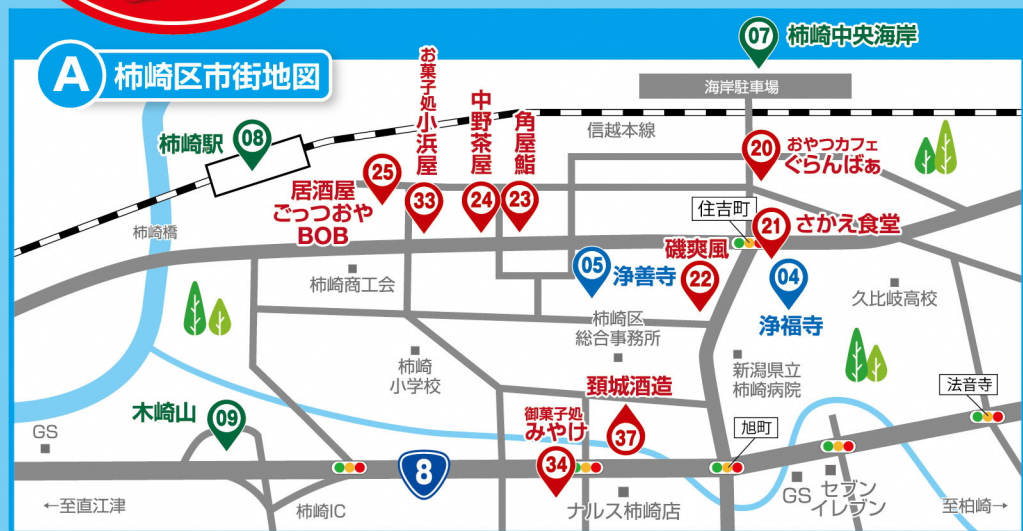 07 柿崎中央海岸
A 柿崎区市街地図
海岸駐車場
お菓子処小浜屋
中野茶屋
角屋鮨
信越本線
柿崎駅
08
20
おやつカフェ
ぐらんばぁ
25
居酒屋
ごっつおや
BOB
33
24
23
住吉町
21
さかえ食堂
柿崎橋
磯爽風
22
05
浄善寺
04
浄福寺
柿崎商工会
久比岐高校
柿崎区
総合事務所
柿崎
小学校
新潟県立
柿崎病院
頚城酒造
37
法音寺
木崎山
09
御菓子処
みやけ
34
旭町
GS
8
←至直江津
柿崎IC
ナルス柿崎店
GS
セブン
イレブン
至柏崎→